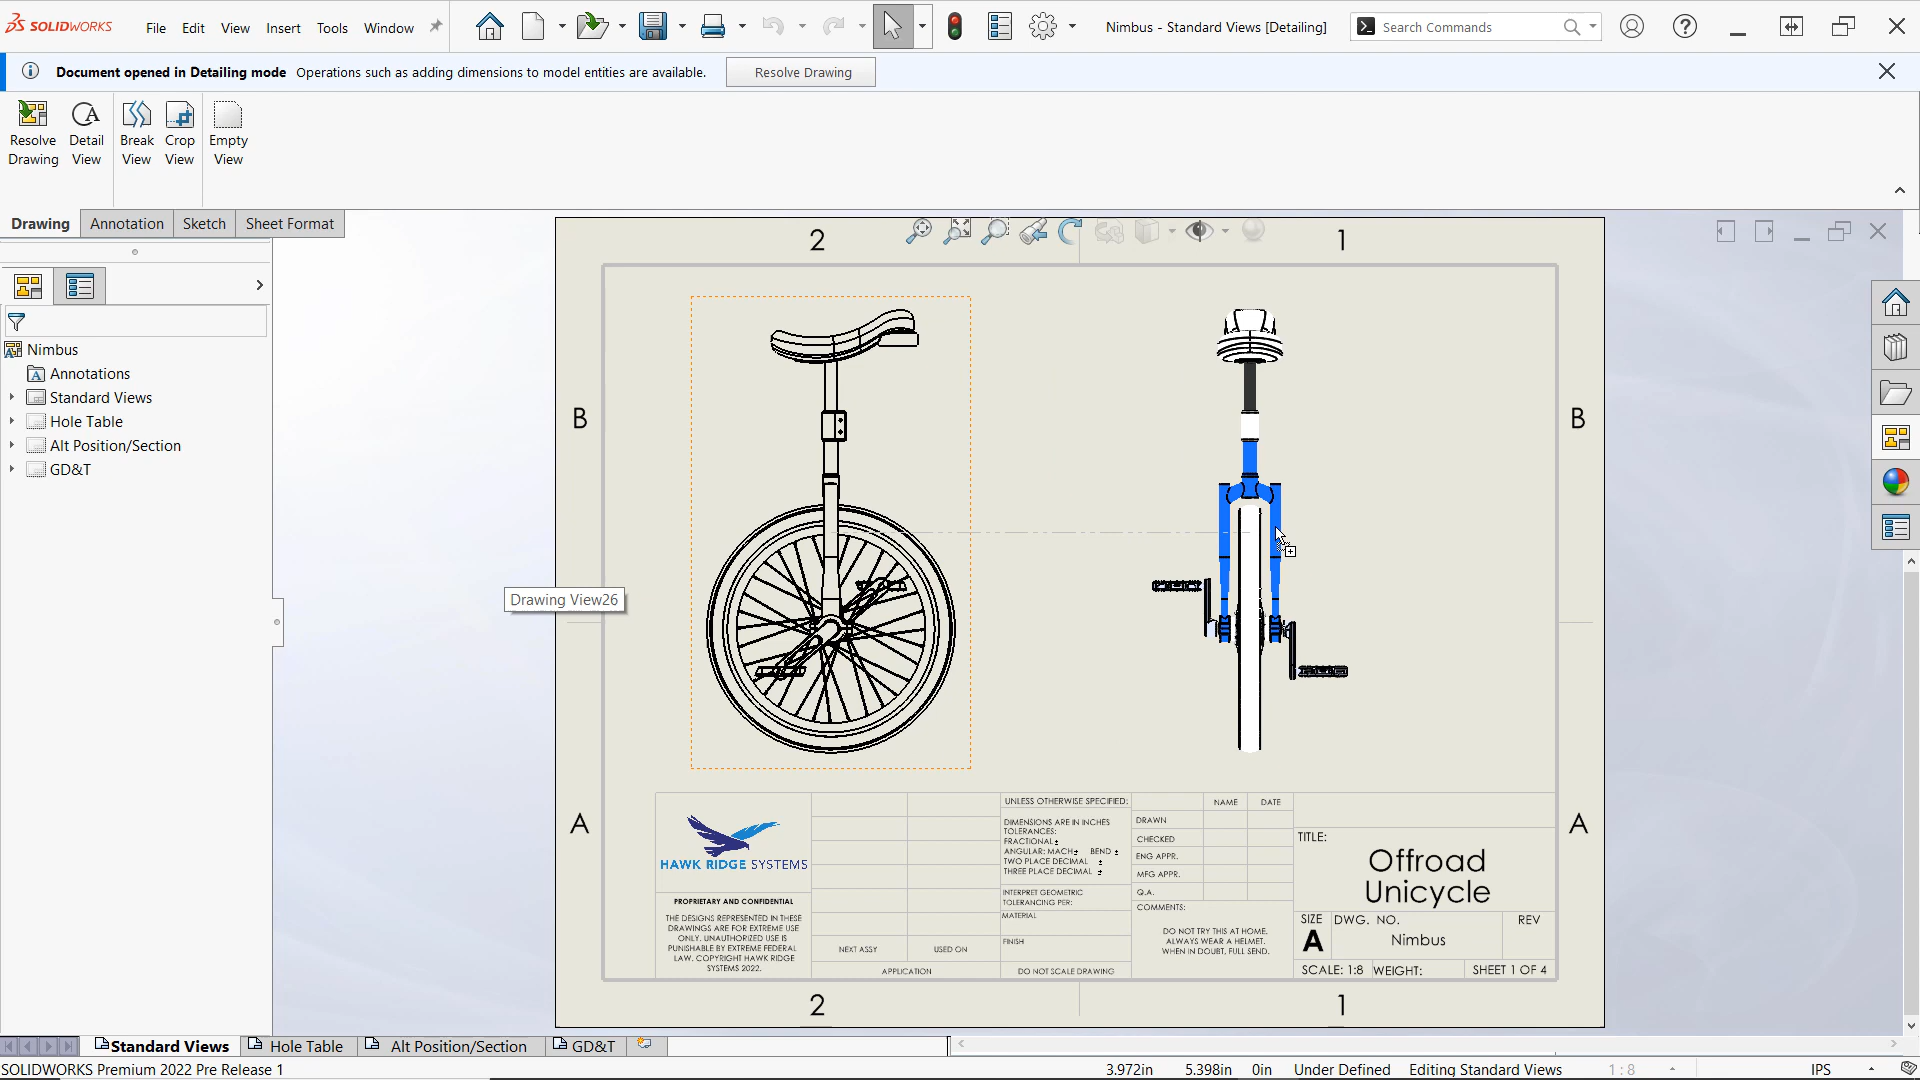 SOLIDWORKS
File Edit View Insert Tools Window
Nimbus - Standard Views [Detailing]
Search Commands
Document opened in Detailing mode Operations such as adding dimensions to model entities are available.
Resolve Drawing
Resolve Drawing
Detail View
Break View
Crop View
Empty View
Drawing Annotation Sketch Sheet Format
Nimbus
Annotations
Standard Views
Hole Table
Alt Position/Section
GD&T
2 1
B B
Drawing View26
A A
HAWK RIDGE SYSTEMS
PROPRIETARY AND CONFIDENTIAL
THE DESIGNS REPRESENTED IN THESE
DRAWINGS ARE FOR EXTREME USE
ONLY. UNAUTHORIZED USE IS
PUNISHABLE BY EXTREME FEDERAL
LAW. COPYRIGHT HAWK RIDGE
SYSTEMS 2022.
NEXT ASSY USED ON
APPLICATION
UNLESS OTHERWISE SPECIFIED:
DIMENSIONS ARE IN INCHES
TOLERANCES:
FRACTIONAL±
ANGULAR: MACH± BEND ±
TWO PLACE DECIMAL ±
THREE PLACE DECIMAL ±
INTERPRET GEOMETRIC
TOLERANCING PER:
MATERIAL
FINISH
DO NOT SCALE DRAWING
NAME DATE
DRAWN
CHECKED
ENG APPR.
MFG APPR.
Q.A.
COMMENTS:
DO NOT TRY THIS AT HOME.
ALWAYS WEAR A HELMET.
WHEN IN DOUBT, FULL SEND.
TITLE:
Offroad
Unicycle
SIZE DWG. NO. REV
A Nimbus
SCALE: 1:8 WEIGHT: SHEET 1 OF 4
2 1
Standard Views Hole Table Alt Position/Section GD&T
SOLIDWORKS Premium 2022 Pre Release 1
3.972in 5.398in 0in Under Defined Editing Standard Views 1 : 8 IPS